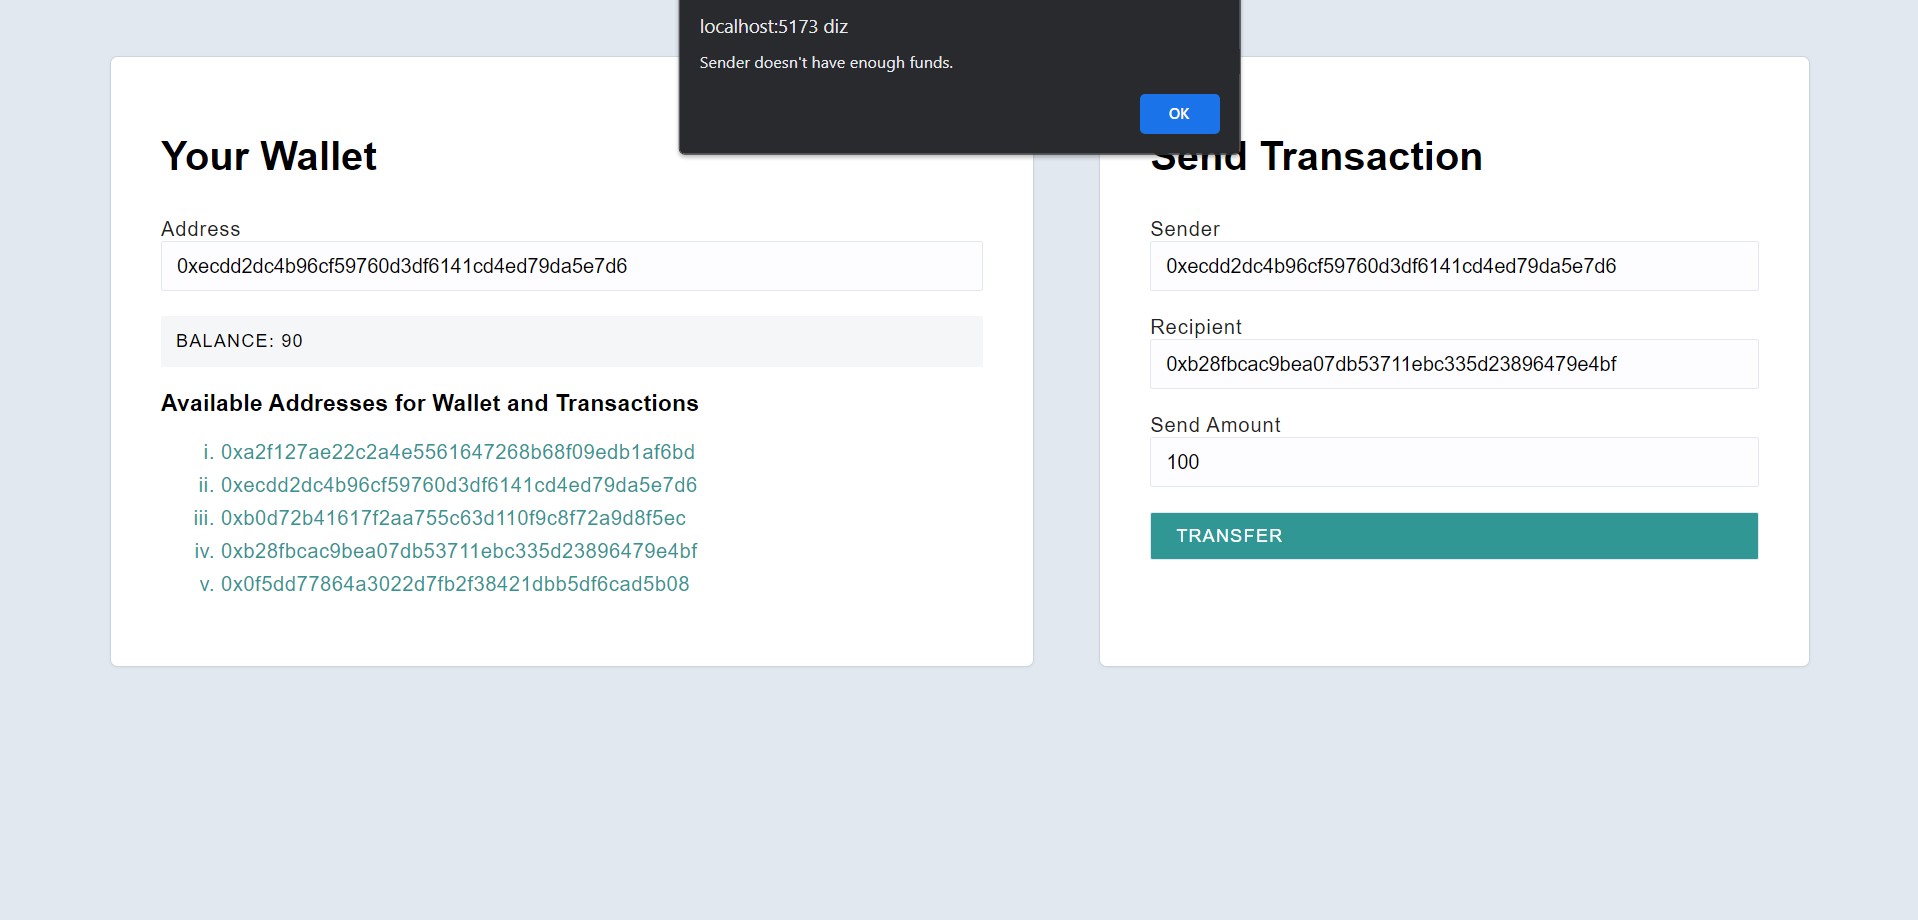 localhost:5173 diz
Sender doesn't have enough funds.
OK
Your Wallet
Address
0xecdd2dc4b96cf59760d3df6141cd4ed79da5e7d6
BALANCE: 90
Available Addresses for Wallet and Transactions
i. 0xa2f127ae22c2a4e5561647268b68f09edb1af6bd
ii. 0xecdd2dc4b96cf59760d3df6141cd4ed79da5e7d6
iii. 0xb0d72b41617f2aa755c63d110f9c8f72a9d8f5ec
iv. 0xb28fbcac9bea07db53711ebc335d23896479e4bf
v. 0x0f5dd77864a3022d7fb2f38421dbb5df6cad5b08
Send Transaction
Sender
0xecdd2dc4b96cf59760d3df6141cd4ed79da5e7d6
Recipient
0xb28fbcac9bea07db53711ebc335d23896479e4bf
Send Amount
100
TRANSFER